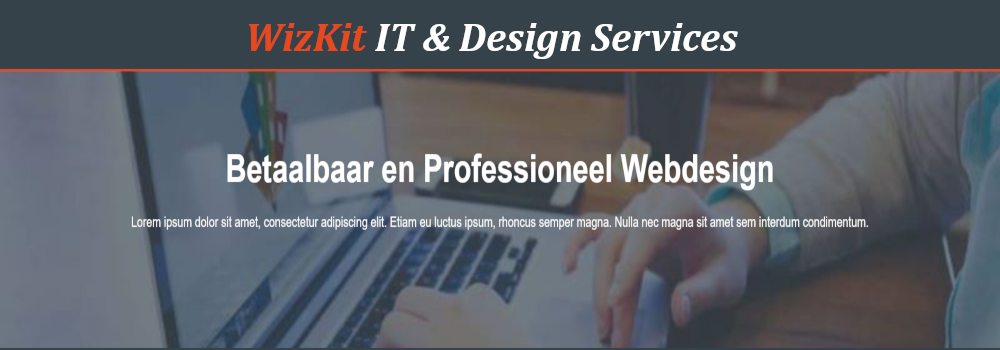 WizKit IT & Design Services
Betaalbaar en Professioneel Webdesign
Lorem ipsum dolor sit amet, consectetur adipiscing elit. Etiam eu luctus ipsum, rhoncus semper magna. Nulla nec magna sit amet sem interdum condimentum.